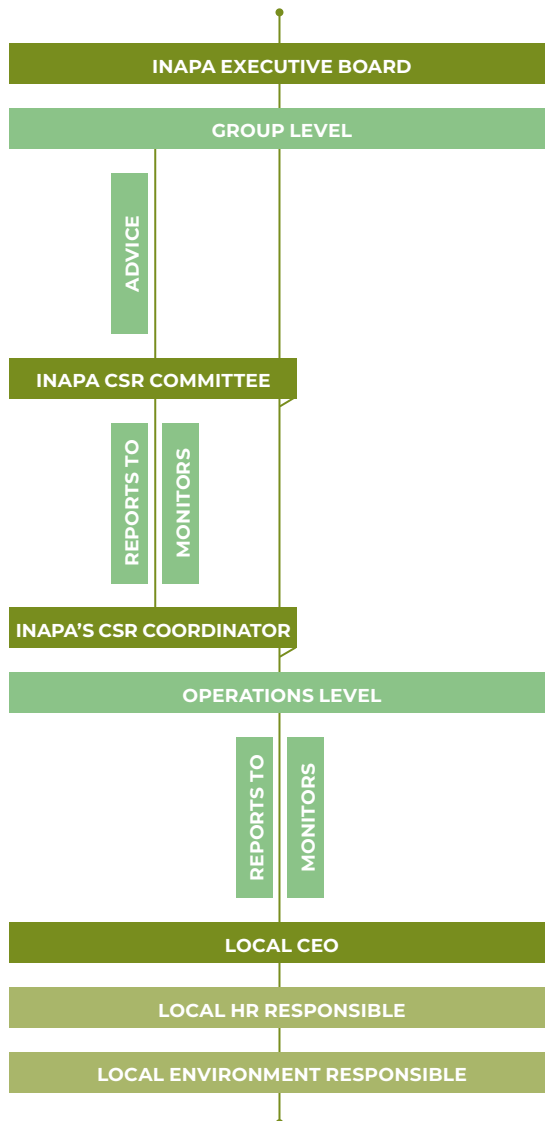 INAPA EXECUTIVE BOARD
GROUP LEVEL
ADVICE
INAPA CSR COMMITTEE
REPORTS TO
MONITORS
INAPA’S CSR COORDINATOR
OPERATIONS LEVEL
REPORTS TO
MONITORS
LOCAL CEO
LOCAL HR RESPONSIBLE
LOCAL ENVIRONMENT RESPONSIBLE